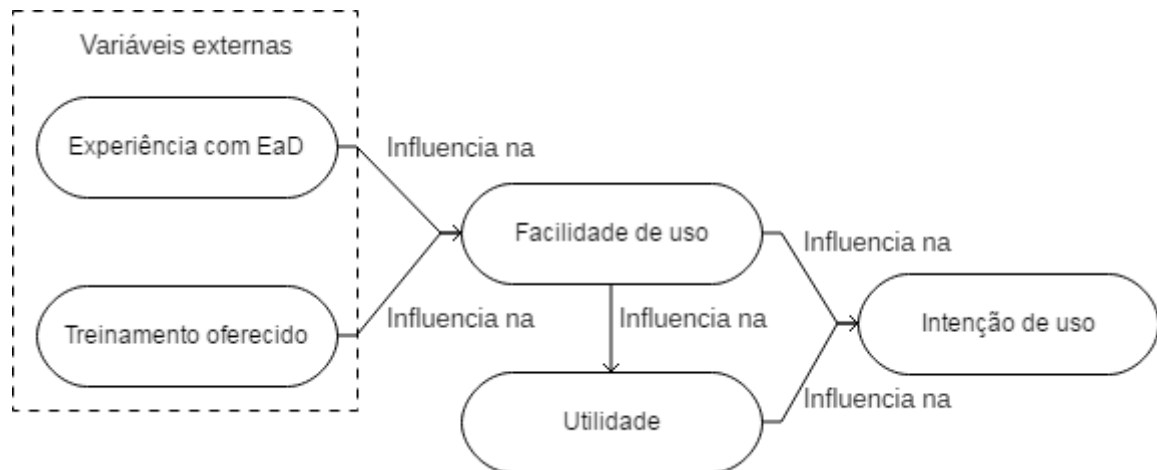 Variáveis externas
Experiência com EaD
Influencia na
Facilidade de uso
Influencia na
Treinamento oferecido
Influencia na
Influencia na
Intenção de uso
Utilidade
Influencia na